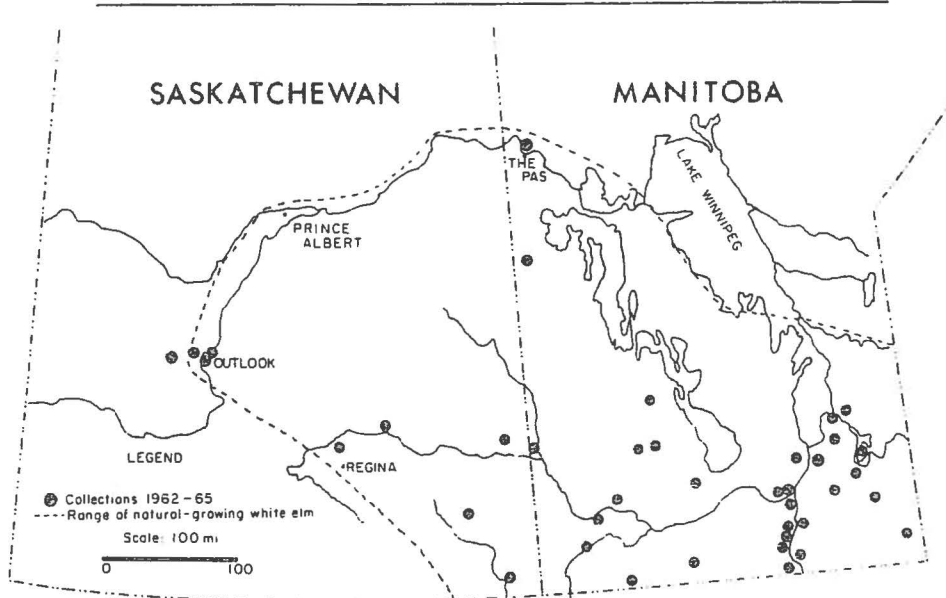 SASKATCHEWAN
MANITOBA
THE
PAS
LAKE WINNIPEG
PRINCE
ALBERT
OUTLOOK
LEGEND
REGINA
Collections 1962-65
Range of natural-growing white elm
Scale: 100 mi
0 100